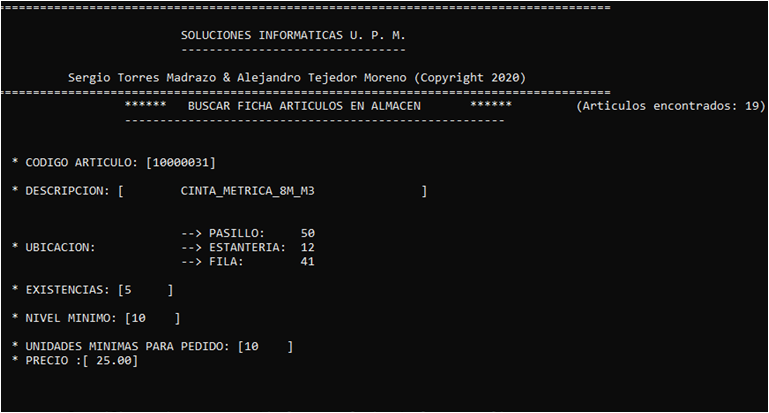 ======================================================================================
SOLUCIONES INFORMATICAS U. P. M.
--------------------------------
Sergio Torres Madrazo & Alejandro Tejedor Moreno (Copyright 2020)
======================================================================================
****** BUSCAR FICHA ARTICULOS EN ALMACEN ****** (Articulos encontrados: 19)
------------------------------------------------------
* CODIGO ARTICULO: [10000031]
* DESCRIPCION: [ CINTA_METRICA_8M_M3 ]
--> PASILLO: 50
* UBICACION: --> ESTANTERIA: 12
--> FILA: 41
* EXISTENCIAS: [5 ]
* NIVEL MINIMO: [10 ]
* UNIDADES MINIMAS PARA PEDIDO: [10 ]
* PRECIO :[ 25.00]